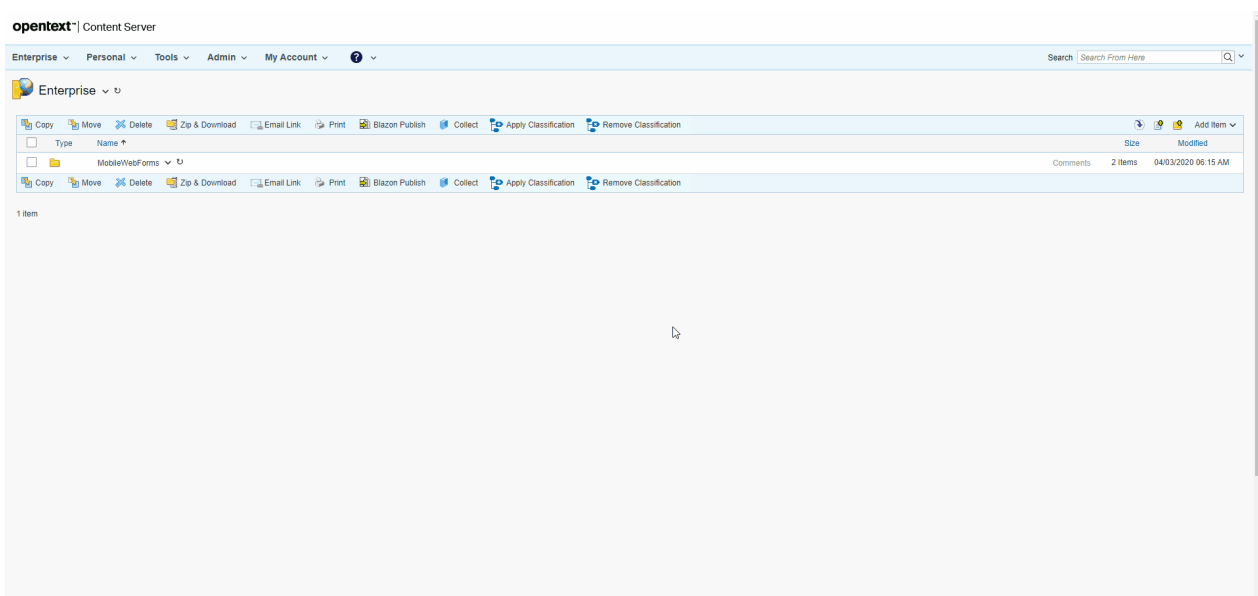 opentext™ | Content Server
Enterprise Personal Tools Admin My Account ? Search Search From Here
Enterprise
Copy Move Delete Zip & Download Email Link Print Blazon Publish Collect Apply Classification Remove Classification Add Item
Type Name Size Modified
MobileWebForms Comments 2 Items 04/03/2020 06:15 AM
Copy Move Delete Zip & Download Email Link Print Blazon Publish Collect Apply Classification Remove Classification
1 item